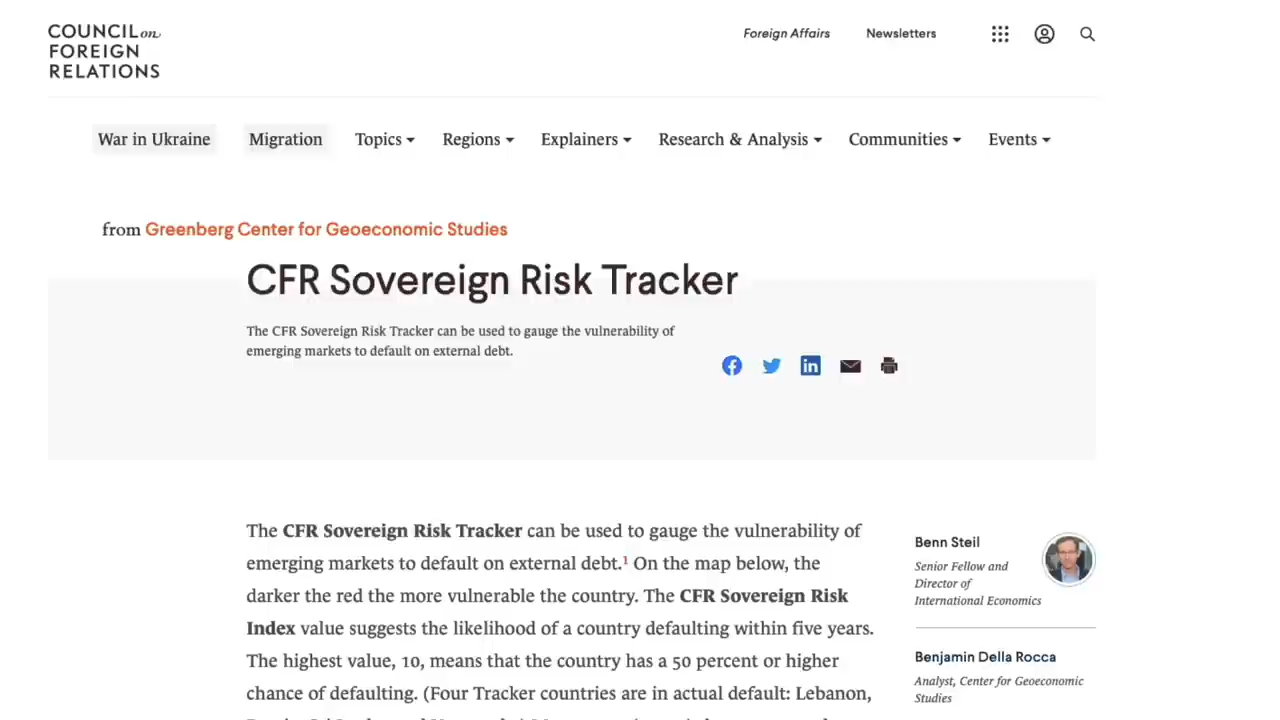 COUNCIL on
FOREIGN
RELATIONS
Foreign Affairs Newsletters
War in Ukraine Migration Topics Regions Explainers Research & Analysis Communities Events
from Greenberg Center for Geoeconomic Studies
CFR Sovereign Risk Tracker
The CFR Sovereign Risk Tracker can be used to gauge the vulnerability of
emerging markets to default on external debt.
The CFR Sovereign Risk Tracker can be used to gauge the vulnerability of
emerging markets to default on external debt.1 On the map below, the
darker the red the more vulnerable the country. The CFR Sovereign Risk
Index value suggests the likelihood of a country defaulting within five years.
The highest value, 10, means that the country has a 50 percent or higher
chance of defaulting. (Four Tracker countries are in actual default: Lebanon,
Benn Steil
Senior Fellow and
Director of
International Economics
Benjamin Della Rocca
Analyst, Center for Geoeconomic
Studies